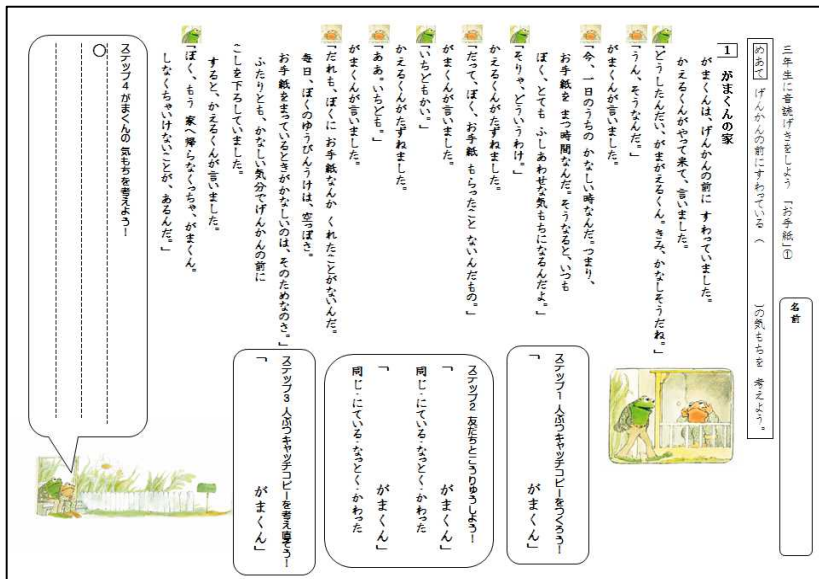 三年生に音読げきをしよう 「お手紙」①
名前
めあて げんかんの前にすわっている（　　　）の気もちを 考えよう。
1 がまくんの家
がまくんは、げんかんの前に すわっていました。
かえるくんがやって来て、言いました。
「どうしたんだい、がまがえるくん。きみ、かなしそうだね。」
「うん、そうなんだ。」
がまくんが言いました。
「今、一日のうちの かなしい時なんだ。つまり、
お手紙を まつ時間なんだ。そうなると、いつも
ぼく、とても ふしあわせな気もちになるんだよ。」
「そりゃ、どういうわけ。」
かえるくんがたずねました。
「だって、ぼく、お手紙 もらったこと ないんだもの。」
がまくんが言いました。
「いちどもかい。」
かえるくんがたずねました。
「ああ。いちども。」
がまくんが言いました。
「だれも、ぼくに お手紙なんか くれたことがないんだ。
毎日、ぼくのゆうびんうけは、空っぽさ。
お手紙をまっているときがかなしいのは、そのためなのさ。」
ふたりとも、かなしい気分でげんかんの前に
こしを下ろしていました。
すると、かえるくんが言いました。
「ぼく、もう 家へ帰らなくっちゃ、がまくん。
しなくちゃいけないことが、あるんだ。」
ステップ1 人ぶつキャッチコピーをつくろう！
「　　　がまくん」
ステップ2 友だちとこうりゅうしよう！
「　　　がまくん」
同じ・にている・なっとく・かわった
「　　　がまくん」
同じ・にている・なっとく・かわった
ステップ3 人ぶつキャッチコピーを考え直そう！
「　　　がまくん」
ステップ4 がまくんの 気もちを考えよう！